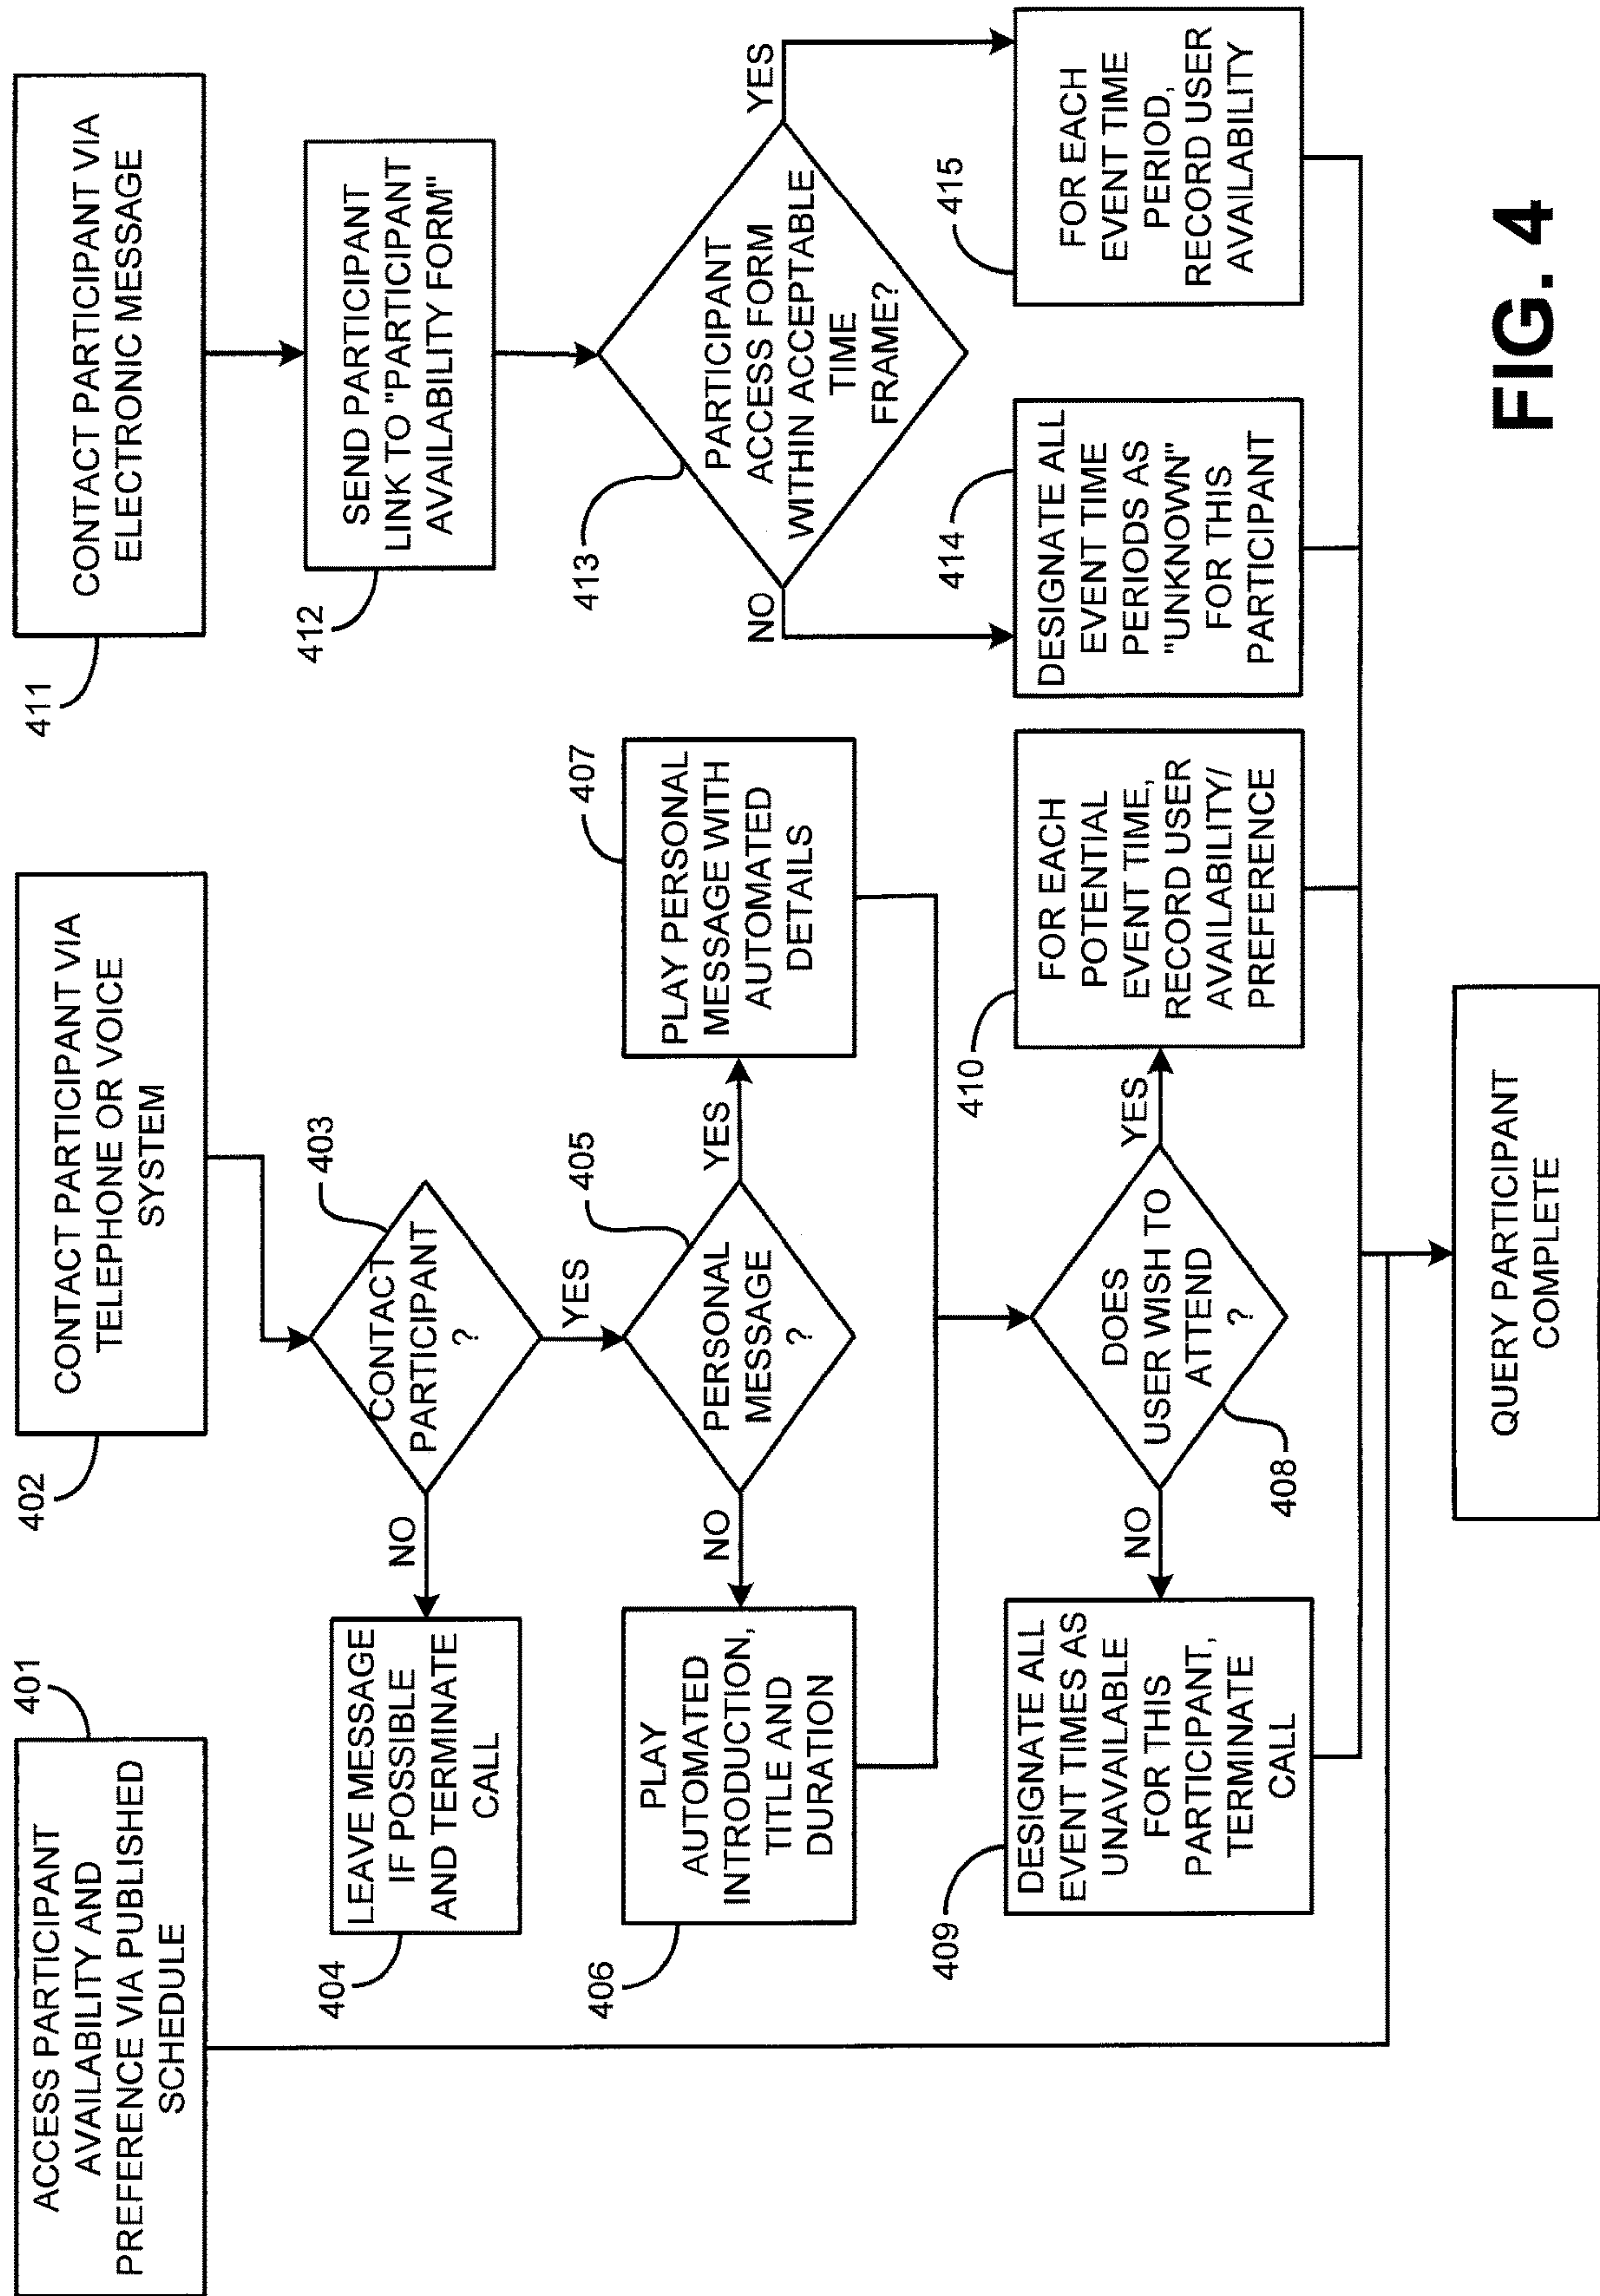 401
ACCESS PARTICIPANT
AVAILABILITY AND
PREFERENCE VIA PUBLISHED
SCHEDULE
402
CONTACT PARTICIPANT VIA
TELEPHONE OR VOICE
SYSTEM
411
CONTACT PARTICIPANT VIA
ELECTRONIC MESSAGE
403
CONTACT
PARTICIPANT
?
NO
YES
404
LEAVE MESSAGE
IF POSSIBLE
AND TERMINATE
CALL
412
SEND PARTICIPANT
LINK TO "PARTICIPANT
AVAILABILITY FORM"
405
PERSONAL
MESSAGE
?
NO
YES
406
PLAY
AUTOMATED
INTRODUCTION,
TITLE AND
DURATION
407
PLAY PERSONAL
MESSAGE WITH
AUTOMATED
DETAILS
413
PARTICIPANT
ACCESS FORM
WITHIN ACCEPTABLE
TIME
FRAME?
NO
YES
408
DOES
USER WISH TO
ATTEND
?
NO
YES
409
DESIGNATE ALL
EVENT TIMES AS
UNAVAILABLE
FOR THIS
PARTICIPANT,
TERMINATE
CALL
410
FOR EACH
POTENTIAL
EVENT TIME,
RECORD USER
AVAILABILITY/
PREFERENCE
414
DESIGNATE ALL
EVENT TIME
PERIODS AS
"UNKNOWN"
FOR THIS
PARTICIPANT
415
FOR EACH
EVENT TIME
PERIOD,
RECORD USER
AVAILABILITY
QUERY PARTICIPANT
COMPLETE
FIG. 4